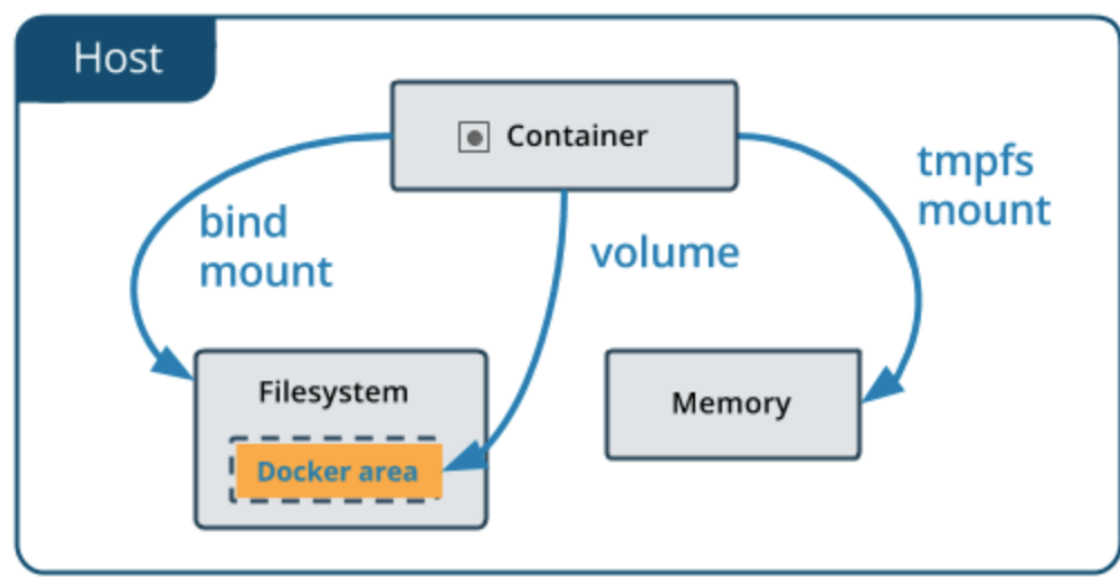 Host
Container
bind
mount
volume
tmpfs
mount
Filesystem
Docker area
Memory